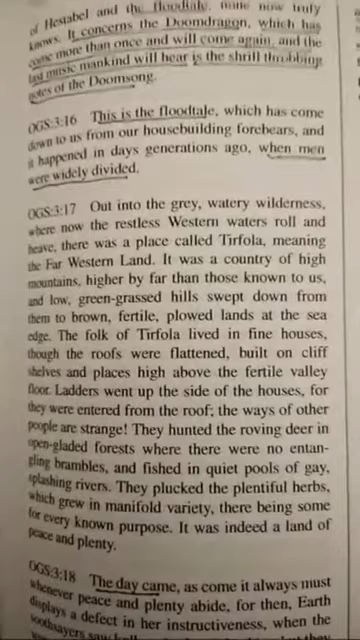 of Hestabel and the floodtale, none now truly
knows. It concerns the Doomdragon, which has
come more than once and will come again, and the
last music mankind will hear is the shrill throbbing
notes of the Doomsong.
OGS:3:16 This is the floodtale, which has come
down to us from our housebuilding forebears, and
it happened in days generations ago, when men
were widely divided.
OGS:3:17 Out into the grey, watery wilderness,
where now the restless Western waters roll and
heave, there was a place called Tirfola, meaning
the Far Western Land. It was a country of high
mountains, higher by far than those known to us,
and low, green-grassed hills swept down from
them to brown, fertile, plowed lands at the sea
edge. The folk of Tirfola lived in fine houses,
though the roofs were flattened, built on cliff
shelves and places high above the fertile valley
floor. Ladders went up the side of the houses, for
they were entered from the roof; the ways of other
people are strange! They hunted the roving deer in
open-gladed forests where there were no entan-
gling brambles, and fished in quiet pools of gay,
splashing rivers. They plucked the plentiful herbs,
which grew in manifold variety, there being some
for every known purpose. It was indeed a land of
peace and plenty.
OGS:3:18 The day came, as come it always must
whenever peace and plenty abide, for then, Earth
displays a defect in her instructiveness, when the
soothsayers saw